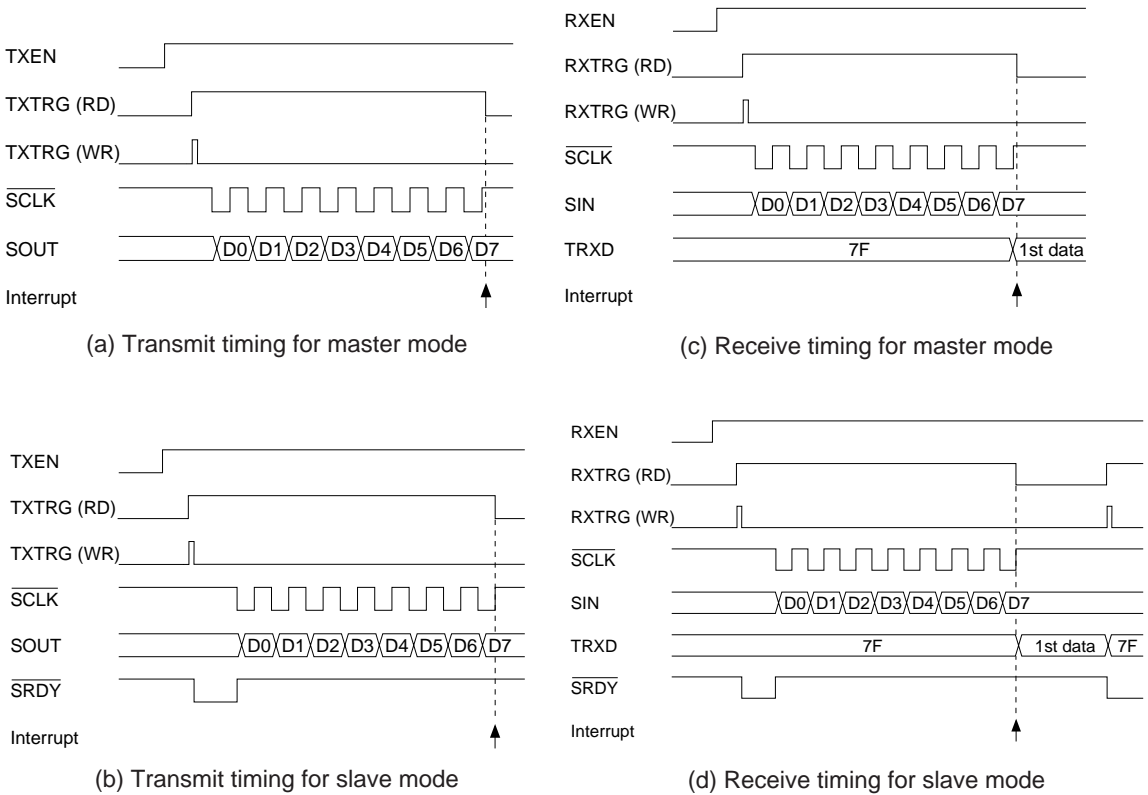 TXEN
TXTRG (RD)
TXTRG (WR)
SCLK
SOUT D0 D1 D2 D3 D4 D5 D6 D7
Interrupt
(a) Transmit timing for master mode
RXEN
RXTRG (RD)
RXTRG (WR)
SCLK
SIN D0 D1 D2 D3 D4 D5 D6 D7
TRXD 7F 1st data
Interrupt
(c) Receive timing for master mode
TXEN
TXTRG (RD)
TXTRG (WR)
SCLK
SOUT D0 D1 D2 D3 D4 D5 D6 D7
SRDY
Interrupt
(b) Transmit timing for slave mode
RXEN
RXTRG (RD)
RXTRG (WR)
SCLK
SIN D0 D1 D2 D3 D4 D5 D6 D7
TRXD 7F 1st data 7F
SRDY
Interrupt
(d) Receive timing for slave mode